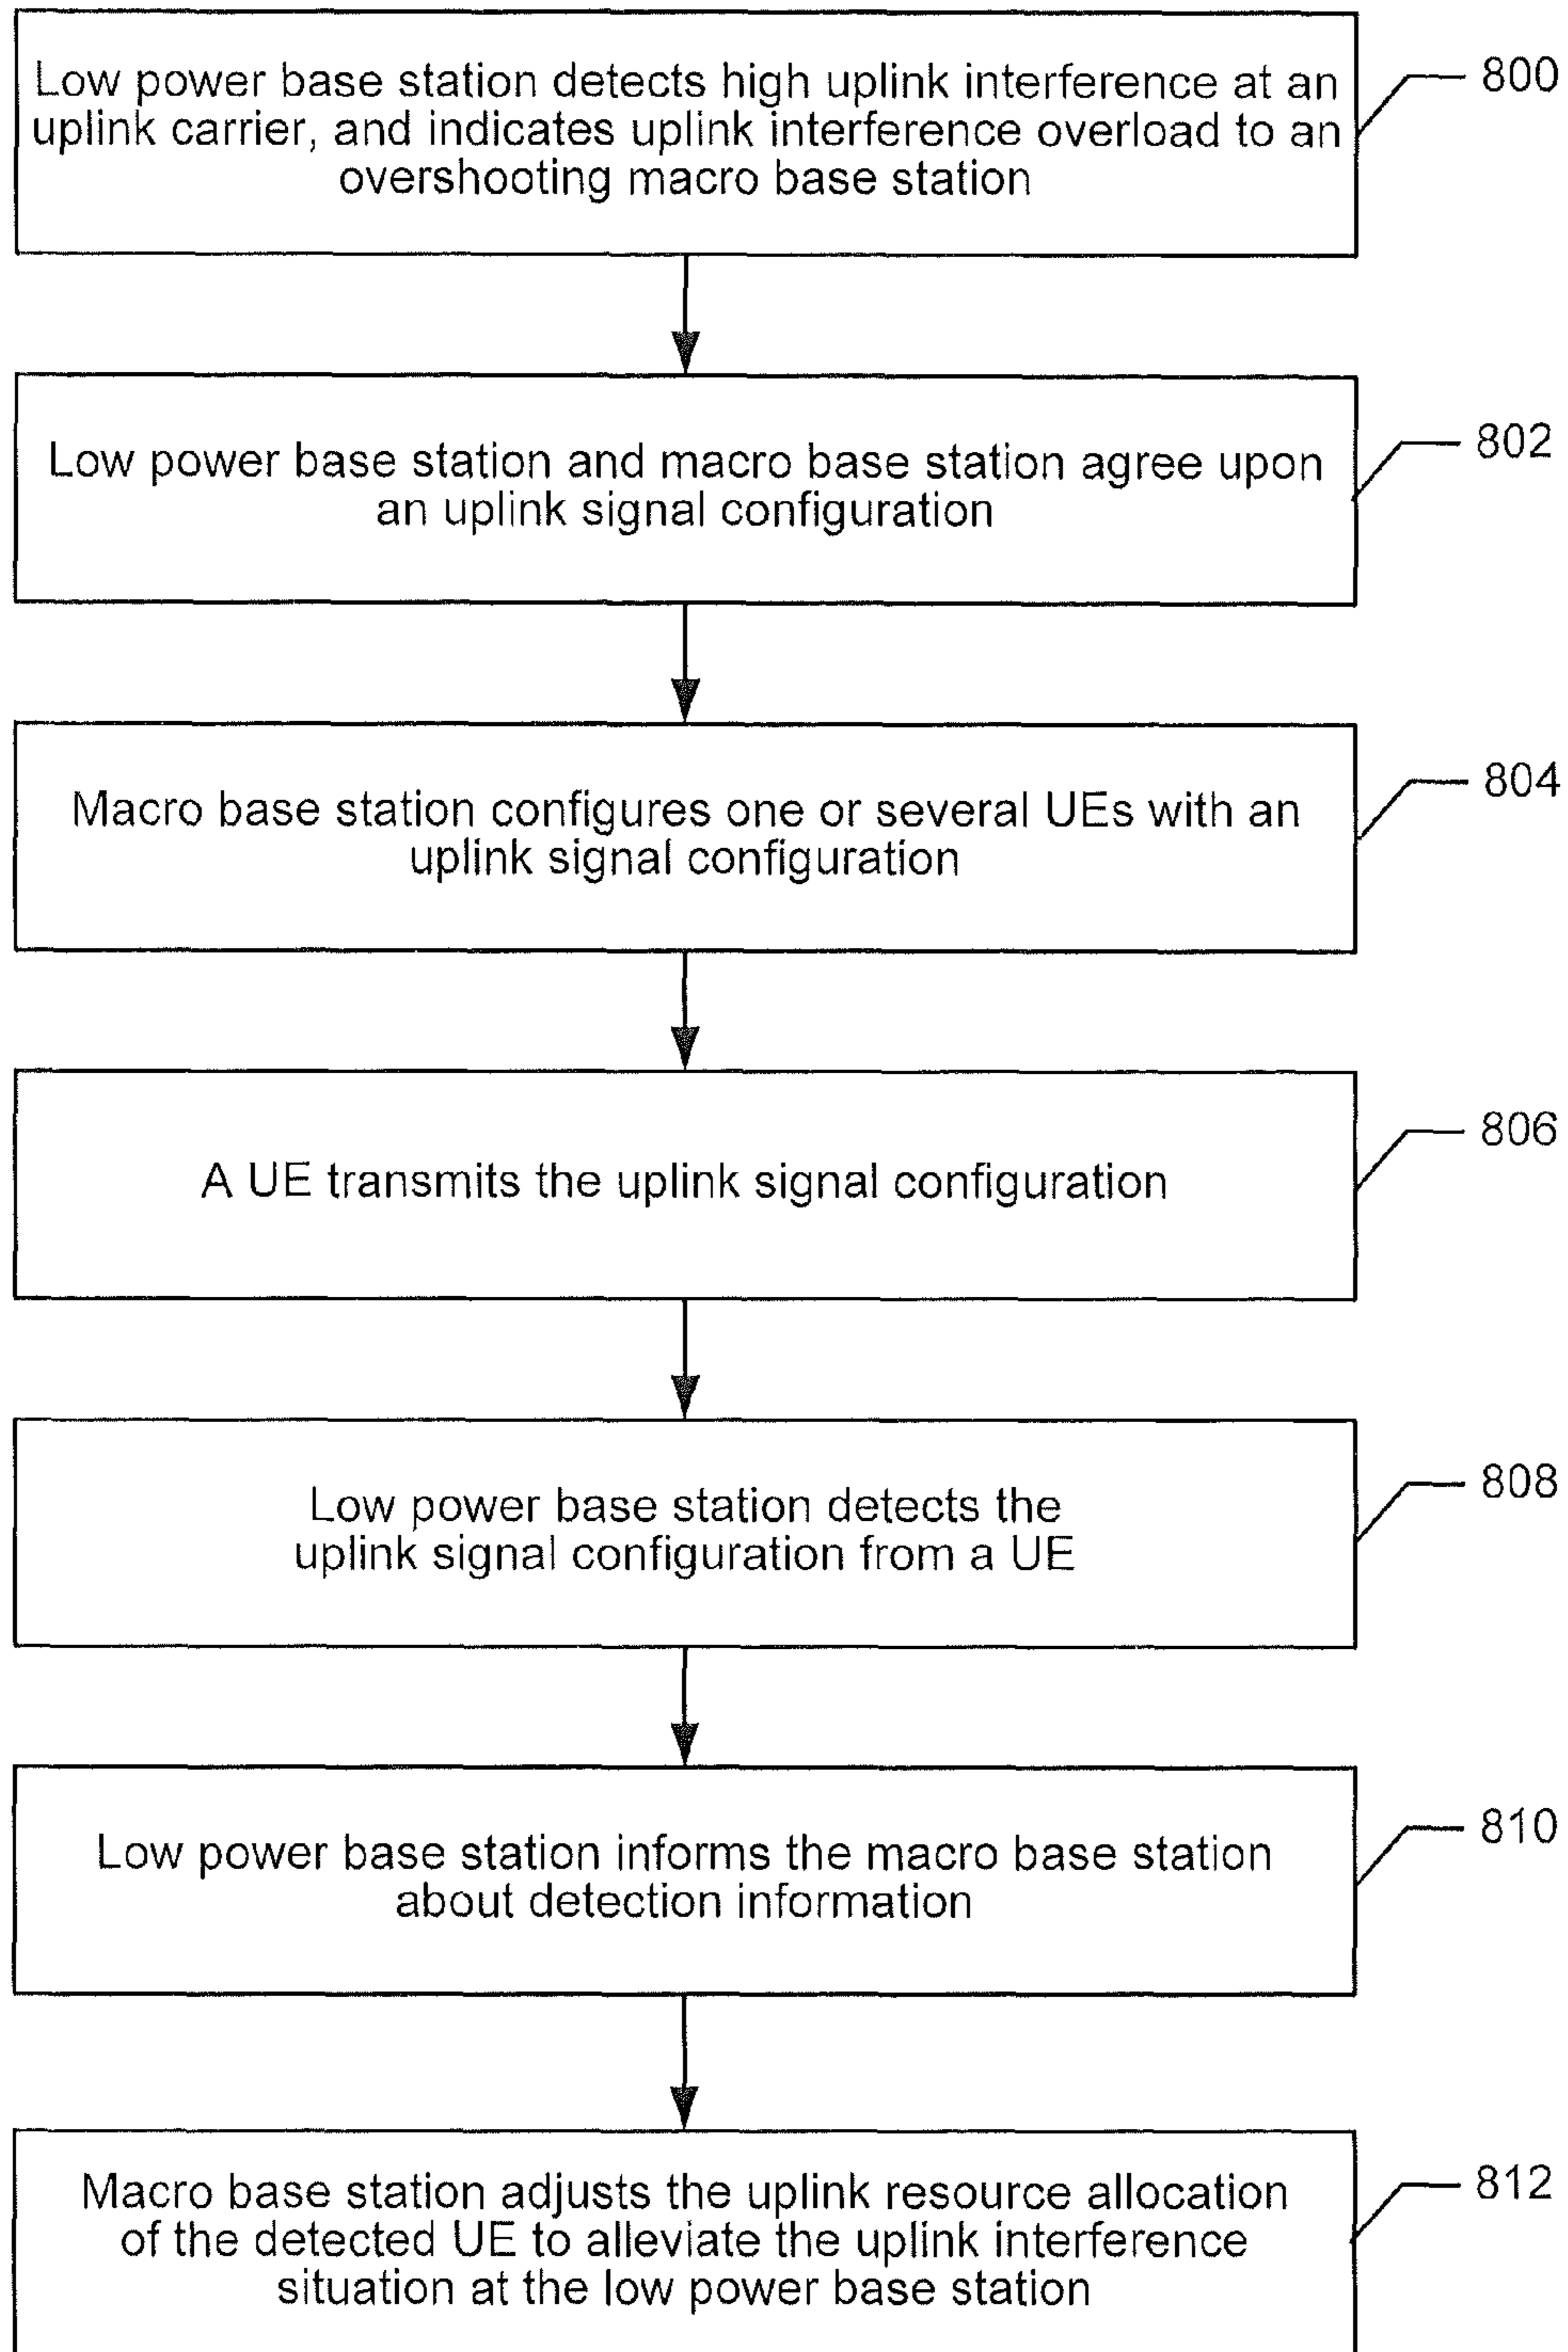 Low power base station detects high uplink interference at an
uplink carrier, and indicates uplink interference overload to an
overshooting macro base station
800
Low power base station and macro base station agree upon
an uplink signal configuration
802
Macro base station configures one or several UEs with an
uplink signal configuration
804
A UE transmits the uplink signal configuration
806
Low power base station detects the
uplink signal configuration from a UE
808
Low power base station informs the macro base station
about detection information
810
Macro base station adjusts the uplink resource allocation
of the detected UE to alleviate the uplink interference
situation at the low power base station
812